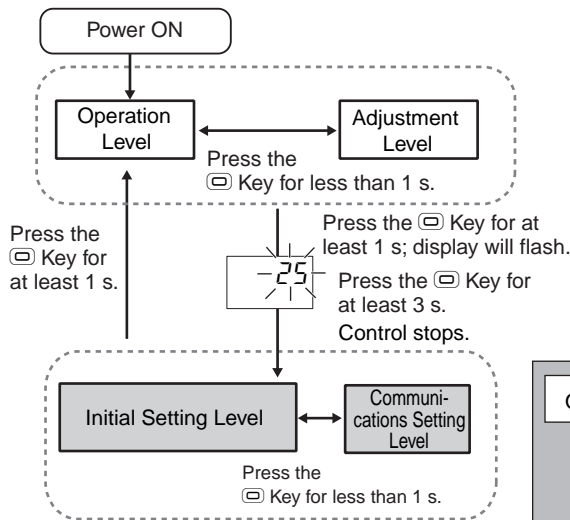 Power ON
Operation
Level
Adjustment
Level
Press the
Key for less than 1 s.
Press the
Key for
at least 1 s.
Press the Key for at
least 1 s; display will flash.
25
Press the Key for
at least 3 s.
Control stops.
Initial Setting Level
Communi-
cations Setting
Level
Press the
Key for less than 1 s.